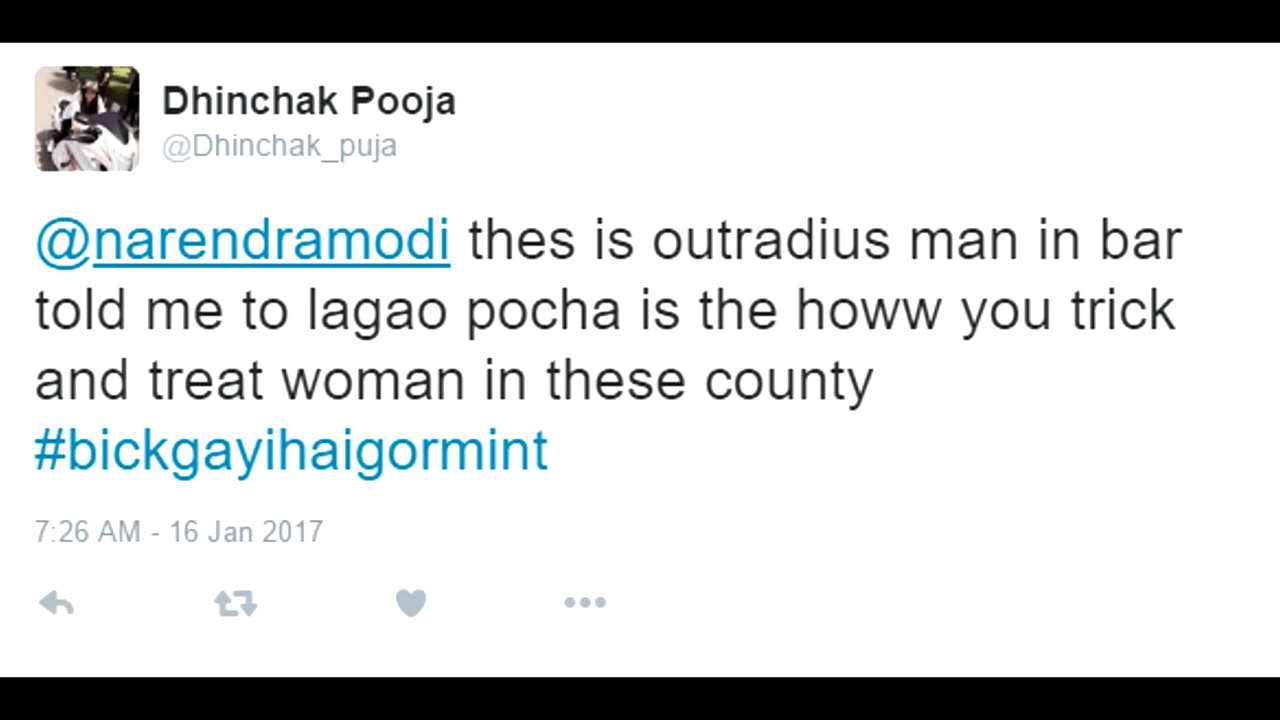 Dhinchak Pooja
@Dhinchak_puja
@narendramodi thes is outradius man in bar
told me to lagao pocha is the howw you trick
and treat woman in these county
#bickgayihaigormint
7:26 AM - 16 Jan 2017